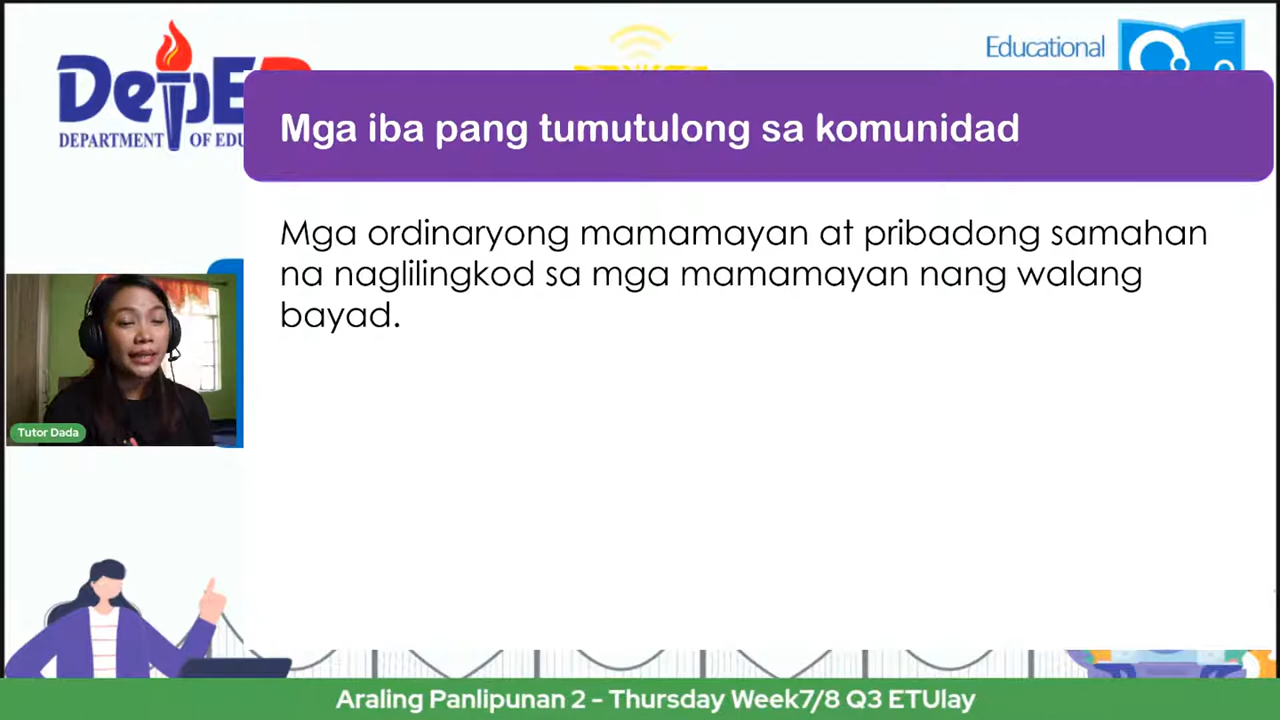 DepED
DEPARTMENT OF EDU
Educational
Mga iba pang tumutulong sa komunidad
Mga ordinaryong mamamayan at pribadong samahan
na naglilingkod sa mga mamamayan nang walang
bayad.
Tutor Dada
Araling Panlipunan 2 - Thursday Week7/8 Q3 ETUlay